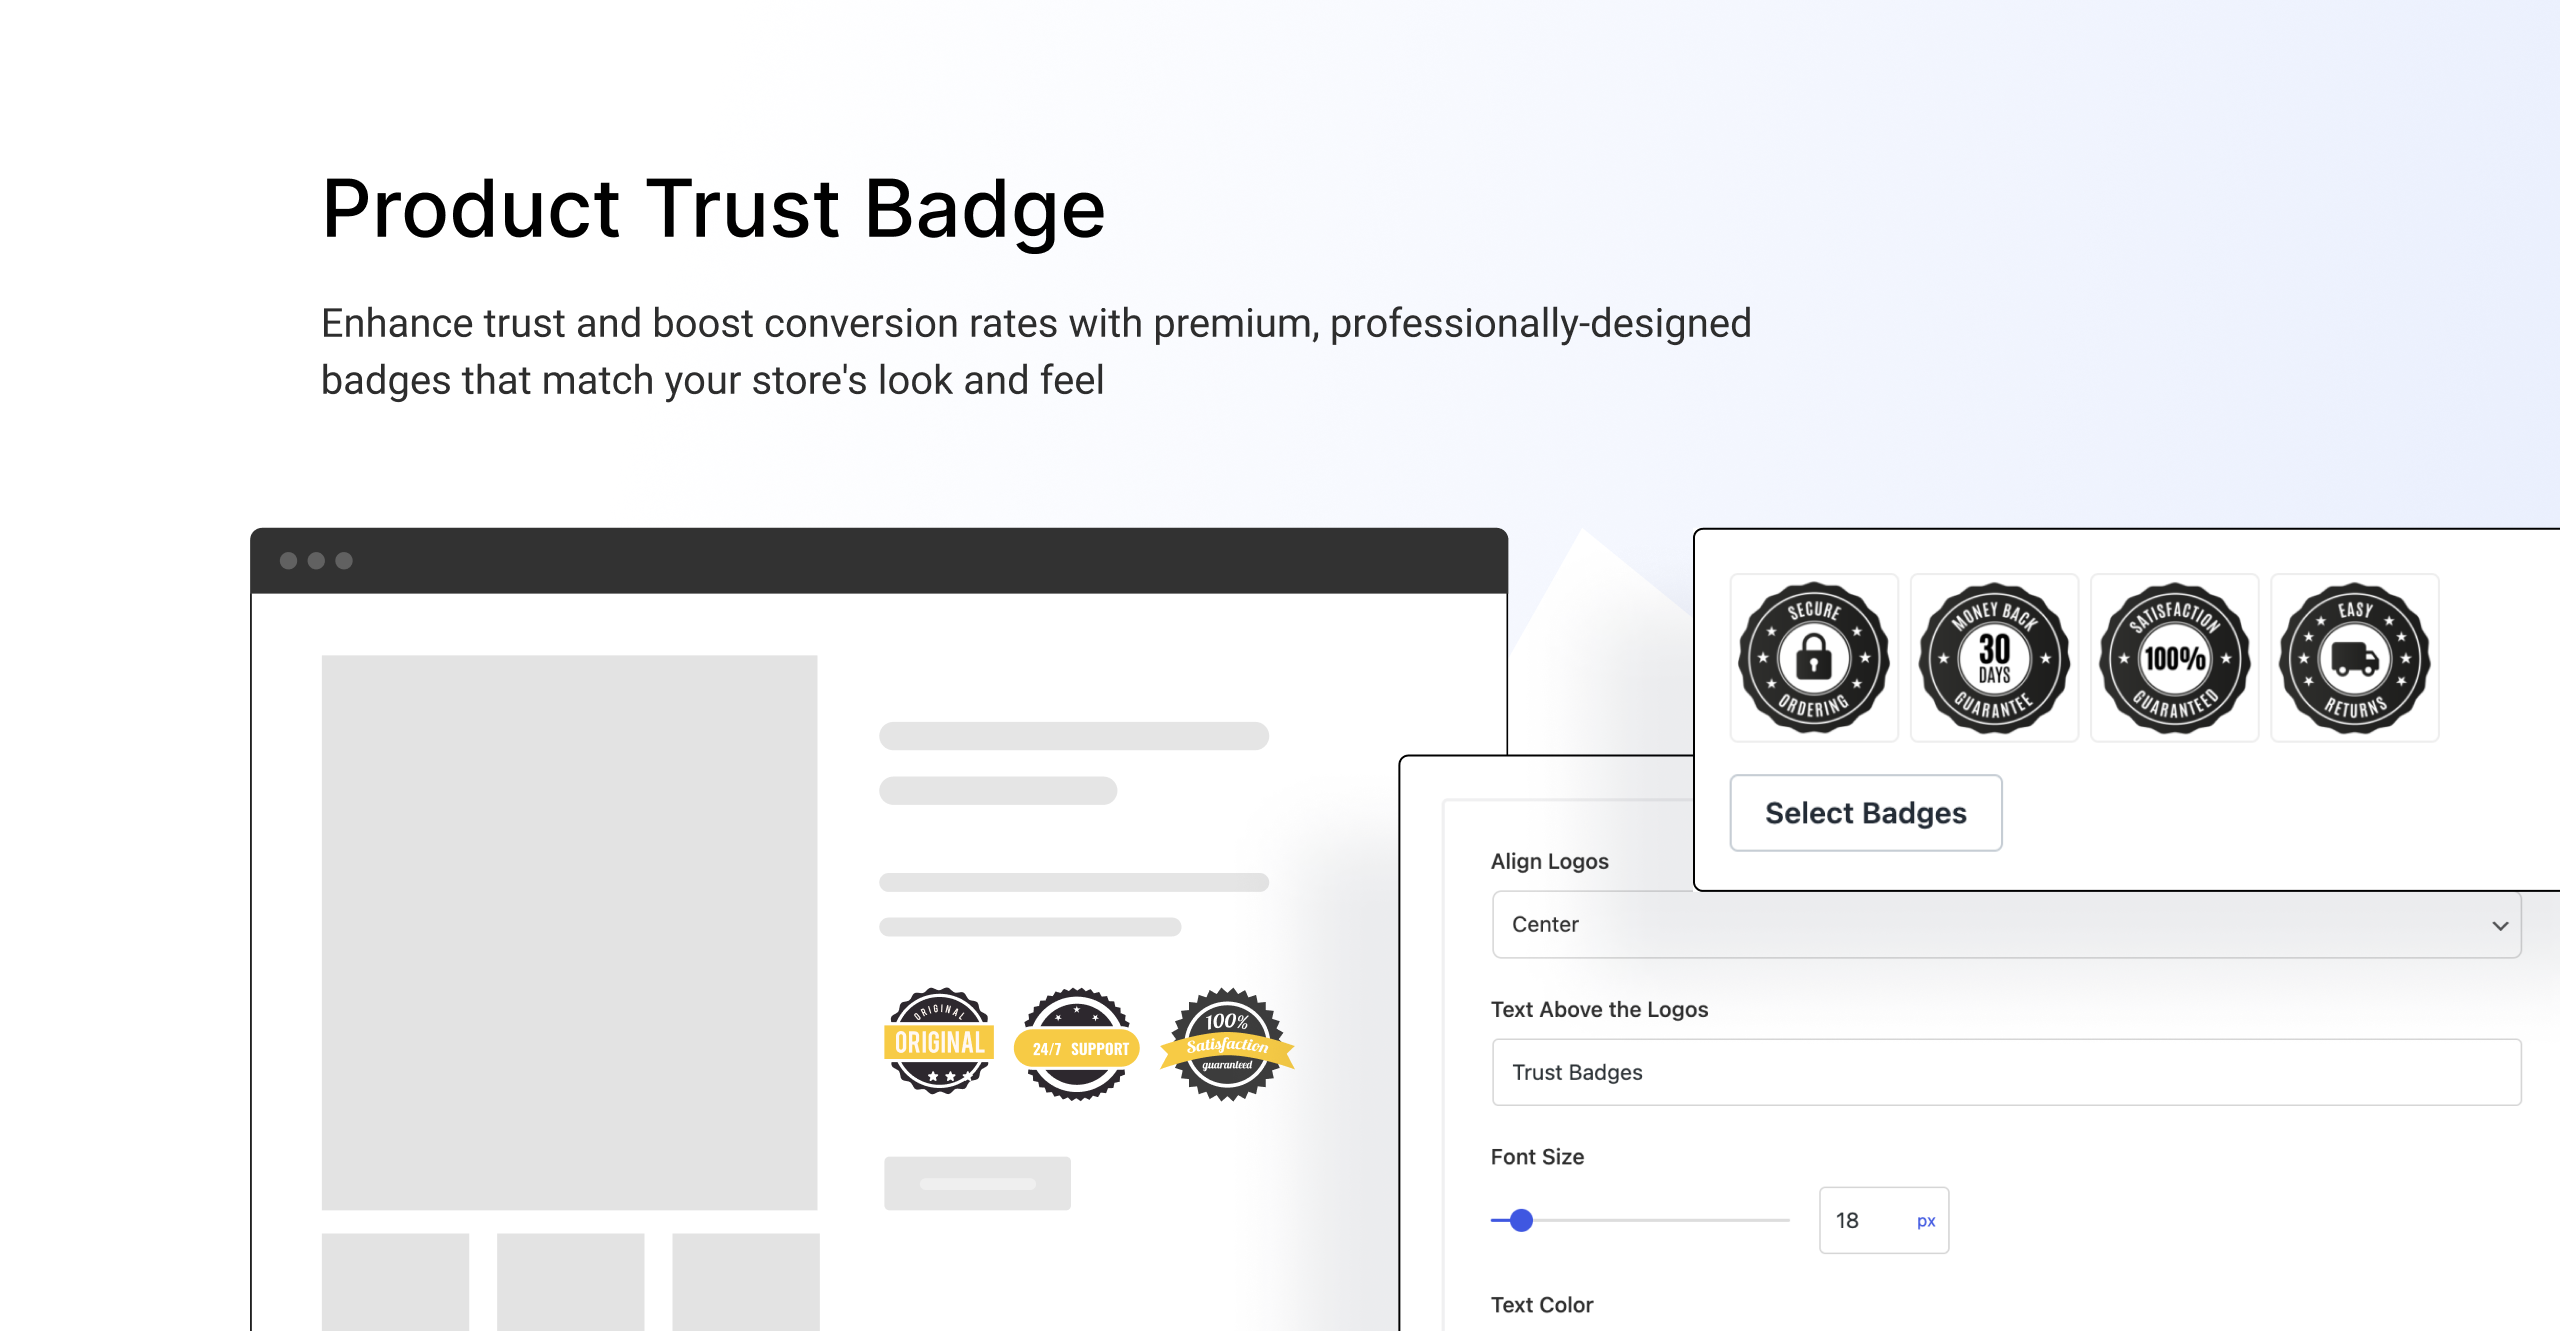 Product Trust Badge
Enhance trust and boost conversion rates with premium, professionally-designed
badges that match your store's look and feel
SECURE
ORDERING
MONEY BACK
30
DAYS
GUARANTEE
SATISFACTION
100%
GUARANTEED
EASY
RETURNS
Select Badges
Align Logos
Center
Text Above the Logos
Trust Badges
Font Size
18 px
Text Color
ORIGINAL
ORIGINAL
24/7 SUPPORT
100%
Satisfaction
guaranteed